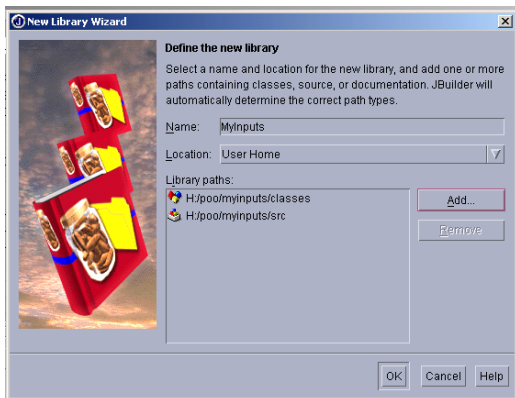 New Library Wizard
Define the new library
Select a name and location for the new library, and add one or more
paths containing classes, source, or documentation. JBuilder will
automatically determine the correct path types.
Name: MyInputs
Location: User Home
Library paths:
H:/poo/myinputs/classes
H:/poo/myinputs/src
Add...
Remove
OK Cancel Help